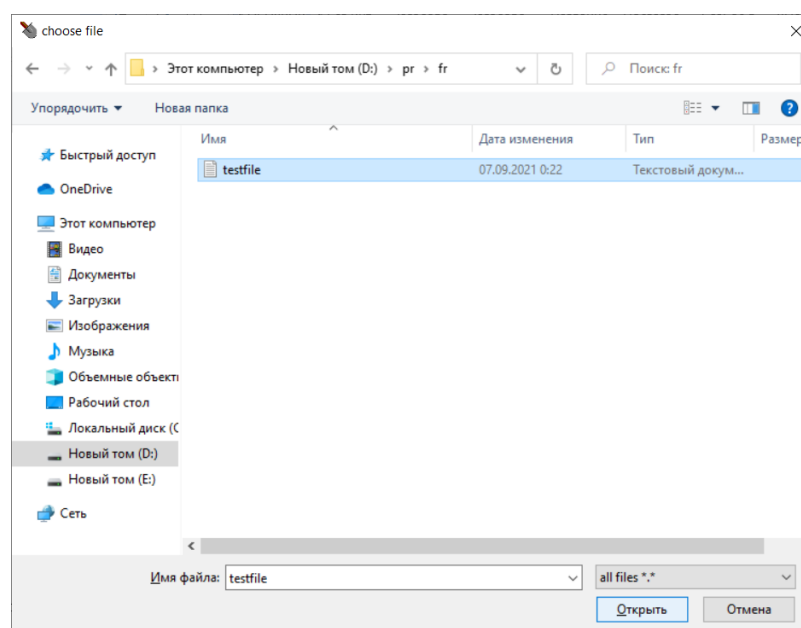 choose file
Этот компьютер > Новый том (D:) > pr > fr
Поиск: fr
Упорядочить
Новая папка
Имя
Дата изменения
Тип
Размер
testfile
07.09.2021 0:22
Текстовый докум...
Быстрый доступ
OneDrive
Этот компьютер
Видео
Документы
Загрузки
Изображения
Музыка
Объемные объект
Рабочий стол
Локальный диск (C
Новый том (D:)
Новый том (E:)
Сеть
Имя файла: testfile
all files *.*
Открыть
Отмена